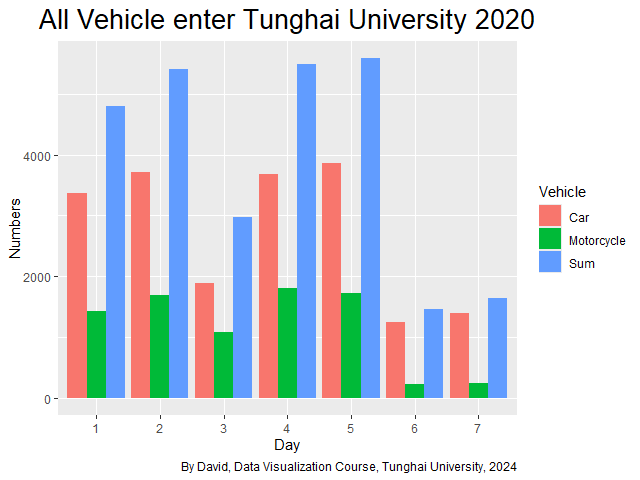 All Vehicle enter Tunghai University 2020
Numbers
4000
2000
0
1 2 3 4 5 6 7
Day
Vehicle
Car
Motorcycle
Sum
By David, Data Visualization Course, Tunghai University, 2024